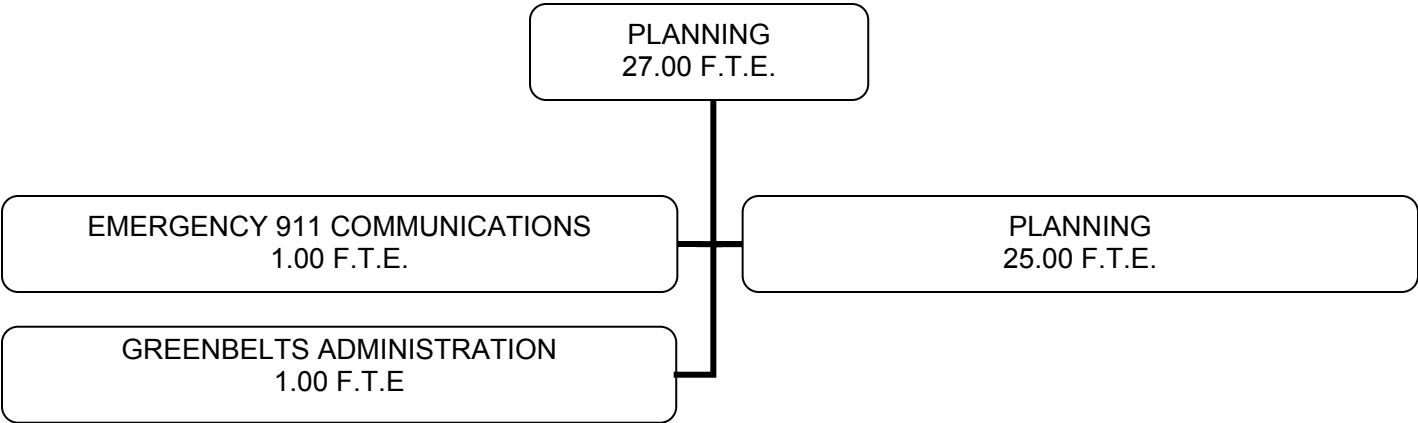 PLANNING
27.00 F.T.E.
EMERGENCY 911 COMMUNICATIONS
1.00 F.T.E.
PLANNING
25.00 F.T.E.
GREENBELTS ADMINISTRATION
1.00 F.T.E